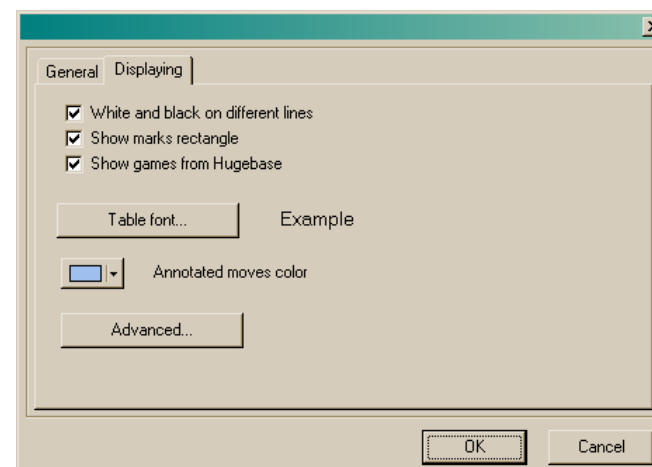 General Displaying
White and black on different lines
Show marks rectangle
Show games from Hugebase
Table font... Example
Annotated moves color
Advanced...
OK Cancel